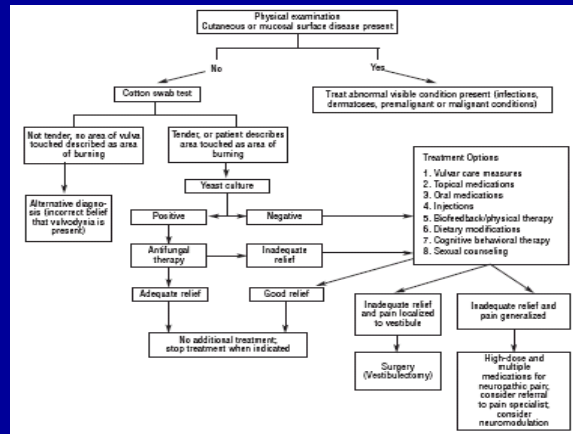 Physical examination
Cutaneous or mucosal surface disease present
No
Yes
Cotton swab test
Treat abnormal visible condition present (infections,
dermatoses, premalignant or malignant conditions)
Not tender, no area of vulva
touched described as area
of burning
Tender, or patient describes
area touched as area of
burning
Alternative diagno-
sis (incorrect belief
that vulvodynia is
present)
Yeast culture
Positive
Negative
Antifungal
therapy
Inadequate
relief
Adequate relief
Good relief
No additional treatment;
stop treatment when indicated
Treatment Options
1. Vulvar care measures
2. Topical medications
3. Oral medications
4. Injections
5. Biofeedback/physical therapy
6. Dietary modifications
7. Cognitive behavioral therapy
8. Sexual counseling
Inadequate relief
and pain localized
to vestibule
Inadequate relief and
pain generalized
Surgery
(Vestibulectomy)
High-dose and
multiple
medications for
neuropathic pain;
consider referral
to pain specialist;
consider
neuromodulation